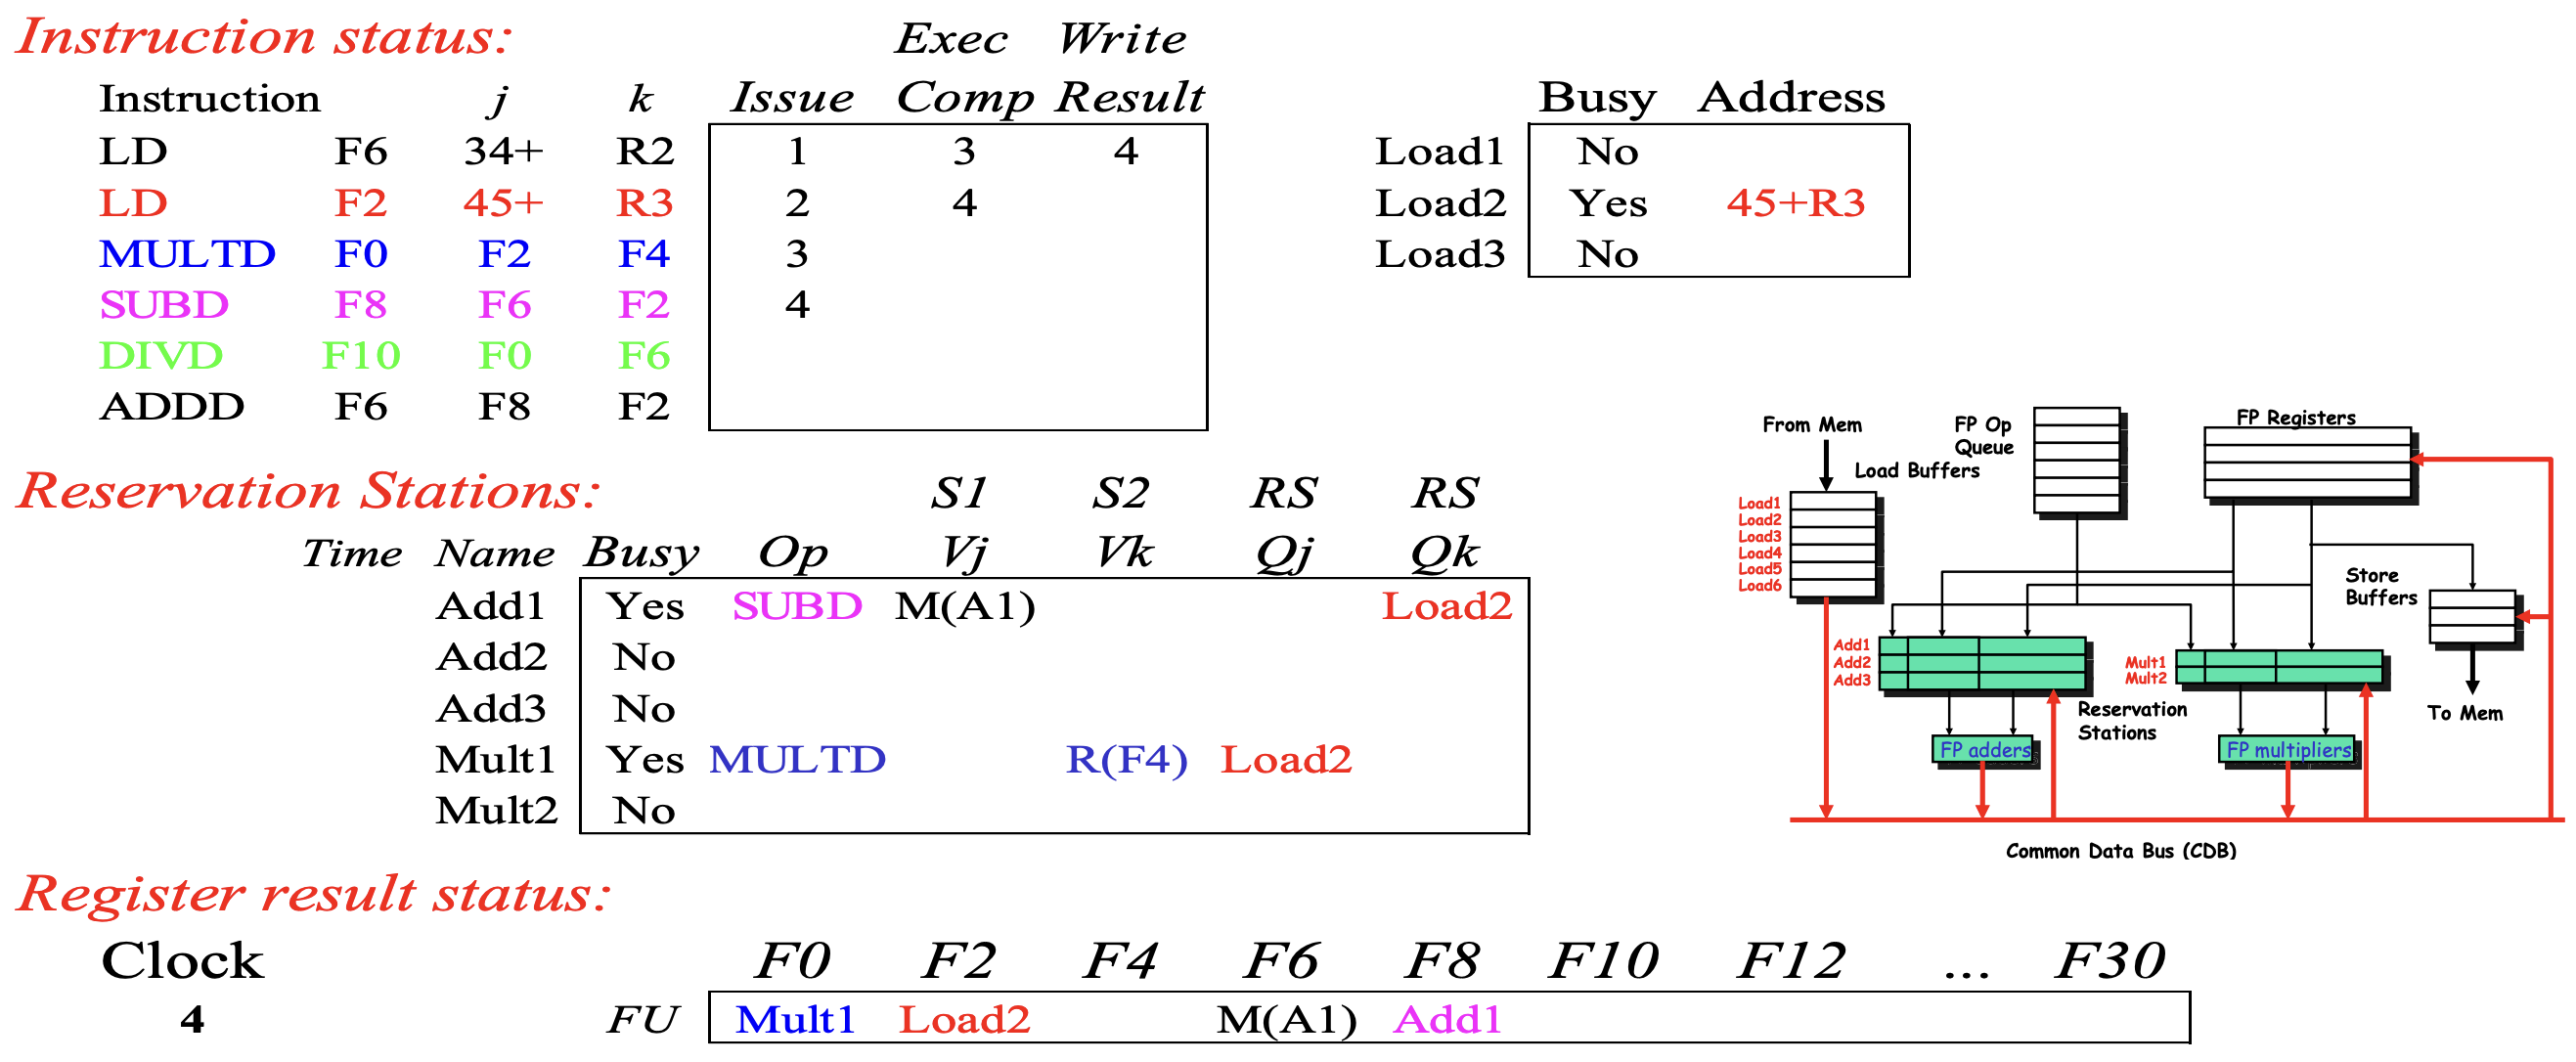 Instruction status: Exec Write
Instruction j k Issue Comp Result Busy Address
LD F6 34+ R2 1 3 4 Load1 No
LD F2 45+ R3 2 4 Load2 Yes 45+R3
MULTD F0 F2 F4 3 Load3 No
SUBD F8 F6 F2 4
DIVD F10 F0 F6
ADDD F6 F8 F2
Reservation Stations: S1 S2 RS RS
Time Name Busy Op Vj Vk Qj Qk
Add1 Yes SUBD M(A1) Load2
Add2 No
Add3 No
Mult1 Yes MULTD R(F4) Load2
Mult2 No
From Mem
FP Op
Queue
FP Registers
Load Buffers
Load1
Load2
Load3
Load4
Load5
Load6
Store
Buffers
Add1
Add2
Add3
Mult1
Mult2
Reservation
Stations
To Mem
FP adders
FP multipliers
Common Data Bus (CDB)
Register result status:
Clock F0 F2 F4 F6 F8 F10 F12 ... F30
4 FU Mult1 Load2 M(A1) Add1